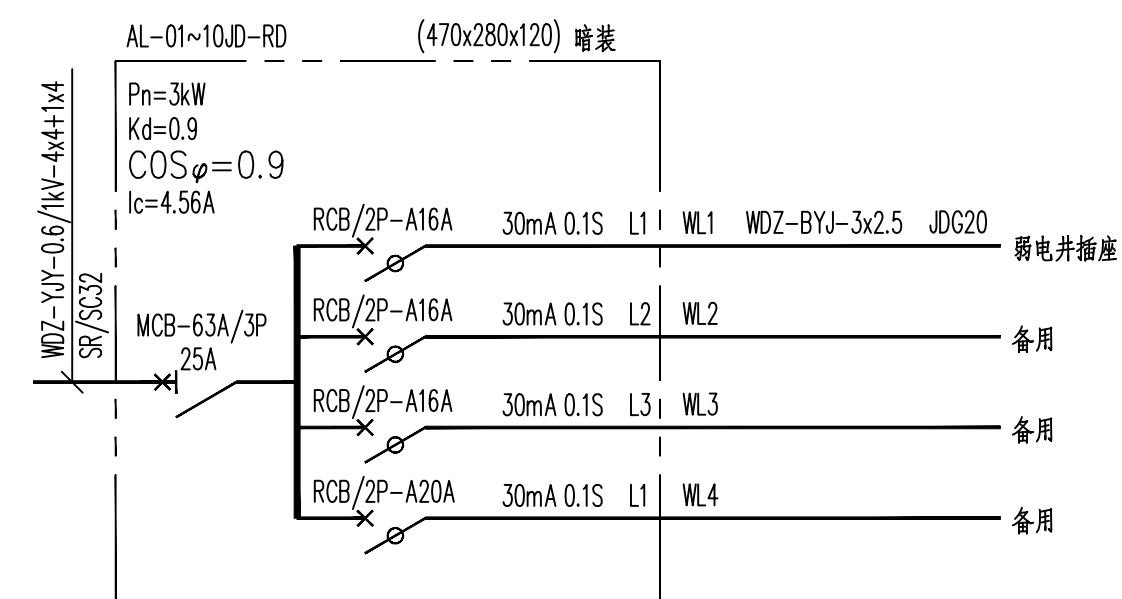 AL-01~10JD-RD (470x280x120) 暗装
Pn=3kW
Kd=0.9
COSφ=0.9
Ic=4.56A
WDZ-YJY-0.6/1kV-4x4+1x4
SR/SC32
MCB-63A/3P
25A
RCB/2P-A16A 30mA 0.1S L1 WL1 WDZ-BYJ-3x2.5 JDG20 弱电井插座
RCB/2P-A16A 30mA 0.1S L2 WL2 备用
RCB/2P-A16A 30mA 0.1S L3 WL3 备用
RCB/2P-A20A 30mA 0.1S L1 WL4 备用